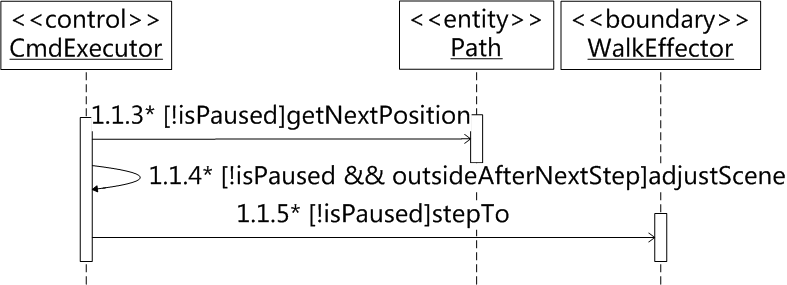 <<control>>
CmdExecutor
<<entity>>
Path
<<boundary>>
WalkEffector
1.1.3* [!isPaused]getNextPosition
1.1.4* [!isPaused && outsideAfterNextStep]adjustScene
1.1.5* [!isPaused]stepTo